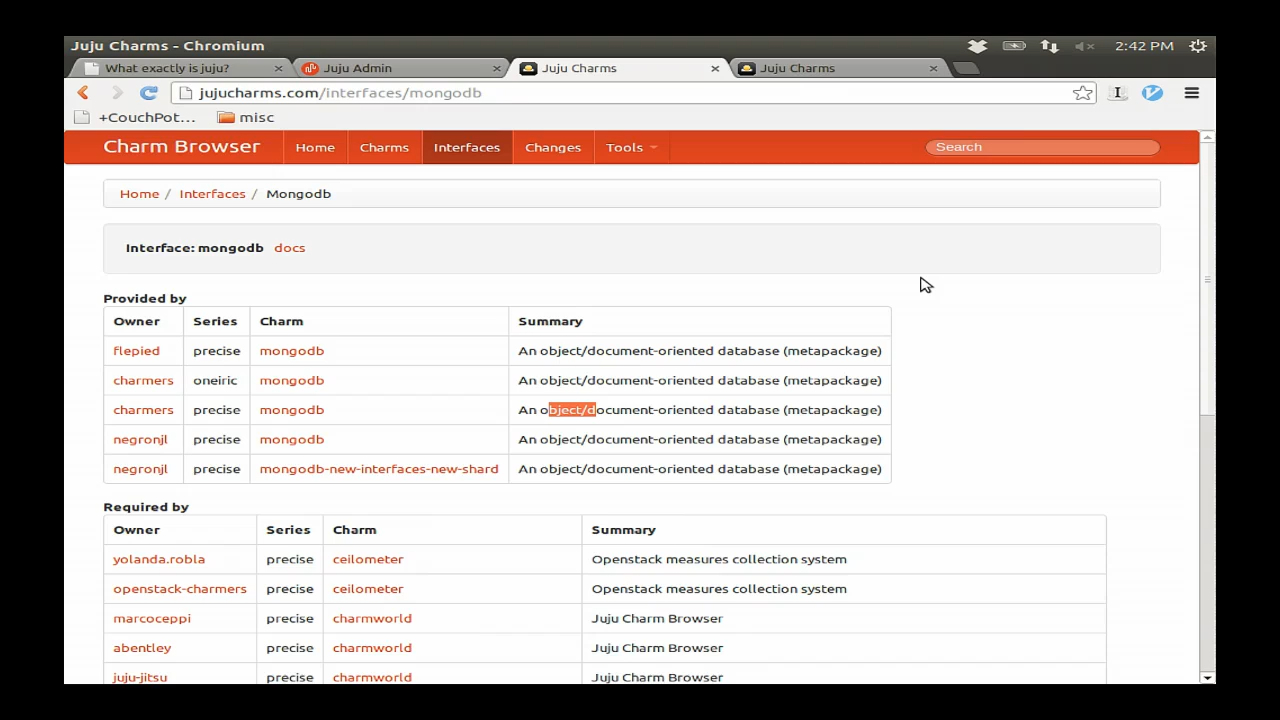 Juju Charms - Chromium
2:42 PM
What exactly is juju?
Juju Admin
Juju Charms
Juju Charms
jujucharms.com/interfaces/mongodb
+CouchPot...
misc
Charm Browser
Home
Charms
Interfaces
Changes
Tools
Search
Home / Interfaces / Mongodb
Interface: mongodb docs
Provided by
Owner Series Charm Summary
flepied precise mongodb An object/document-oriented database (metapackage)
charmers oneiric mongodb An object/document-oriented database (metapackage)
charmers precise mongodb An object/document-oriented database (metapackage)
negronjl precise mongodb An object/document-oriented database (metapackage)
negronjl precise mongodb-new-interfaces-new-shard An object/document-oriented database (metapackage)
Required by
Owner Series Charm Summary
yolanda.robla precise ceilometer Openstack measures collection system
openstack-charmers precise ceilometer Openstack measures collection system
marcoceppi precise charmworld Juju Charm Browser
abentley precise charmworld Juju Charm Browser
juju-jitsu precise charmworld Juju Charm Browser